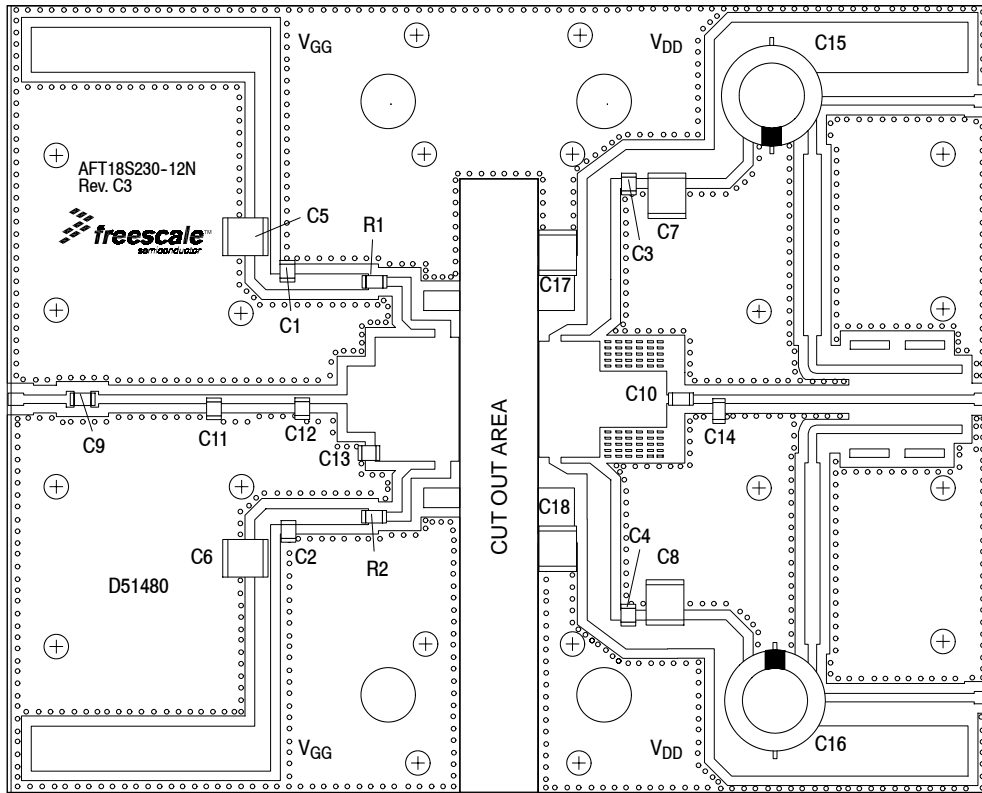 VGG
VDD
C15
AFT18S230-12N
Rev. C3
freescale™
semiconductor
C5
R1
C3
C7
C17
C1
C10
C9
C11
C12
C14
C13
CUT OUT AREA
C18
C4
C8
C6
C2
R2
D51480
VGG
VDD
C16